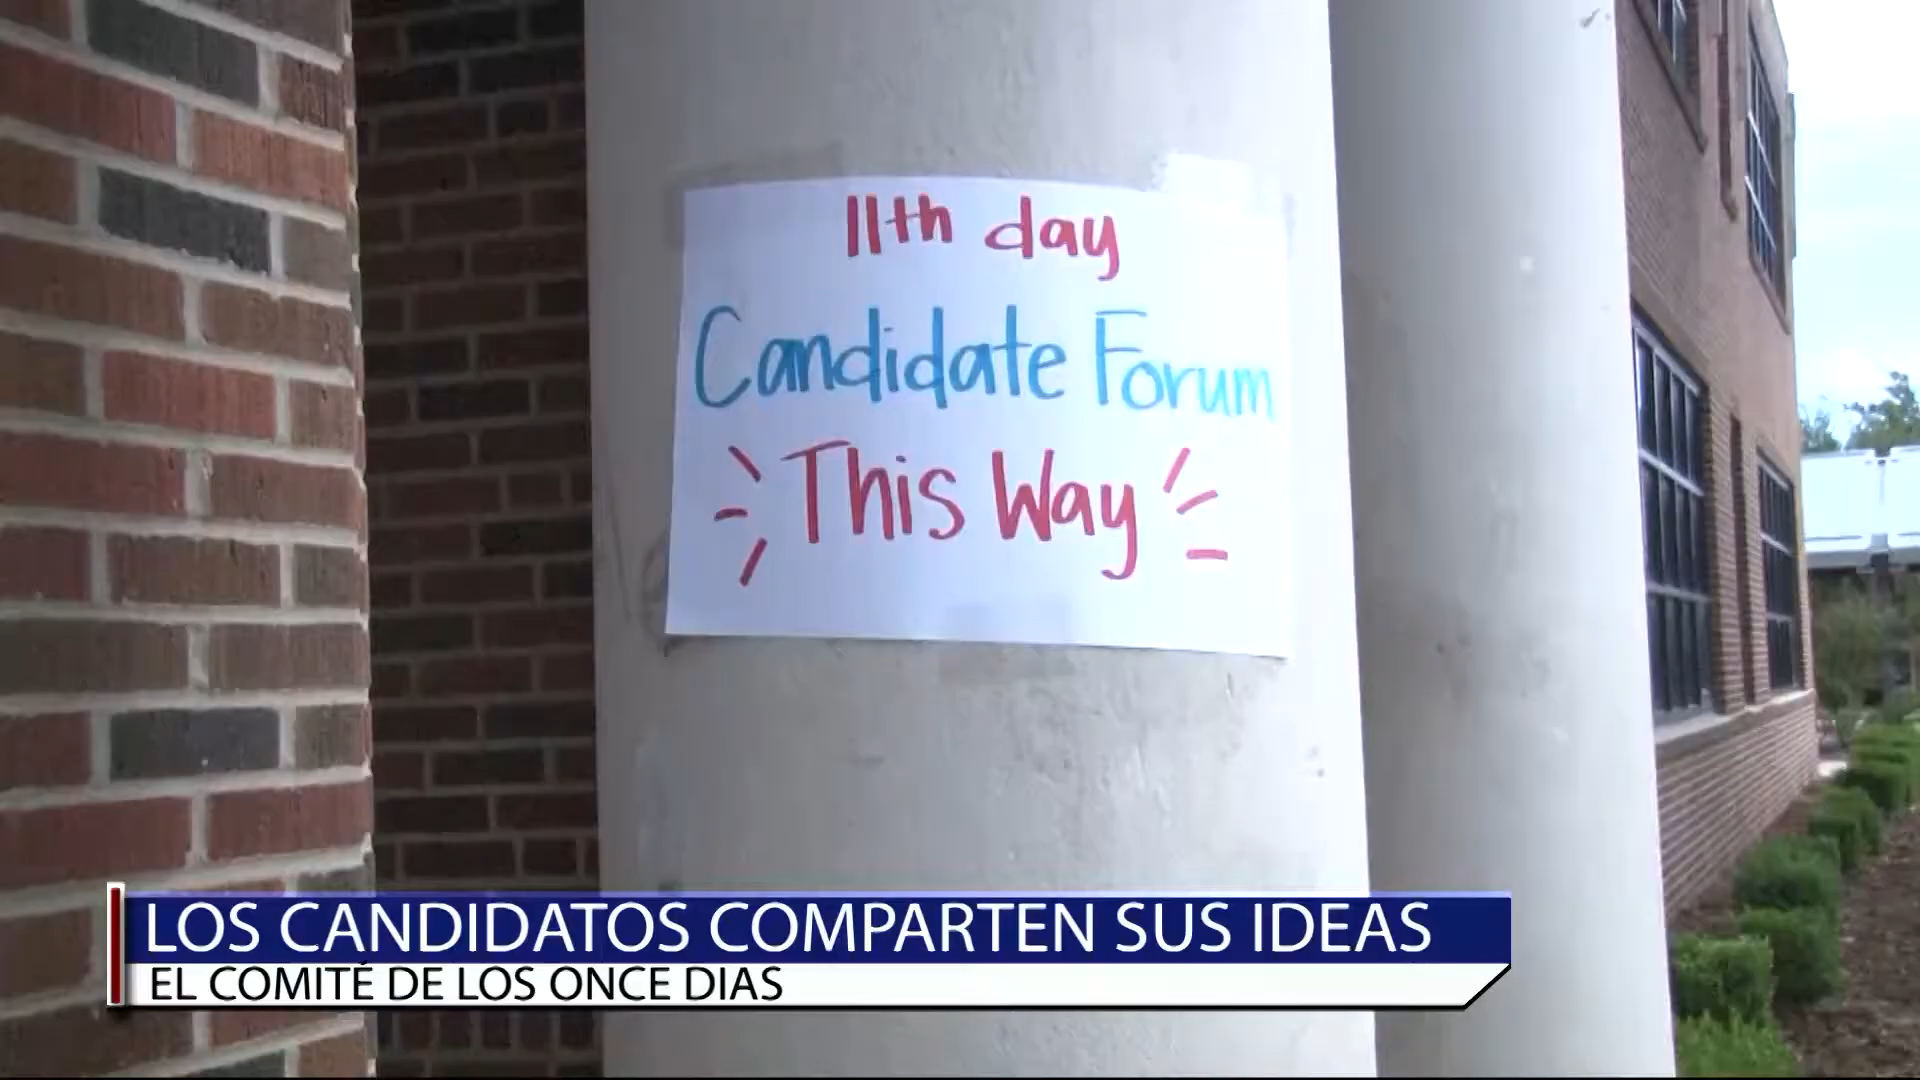 11th day
Candidate Forum
This Way
LOS CANDIDATOS COMPARTEN SUS IDEAS
EL COMITÉ DE LOS ONCE DIAS